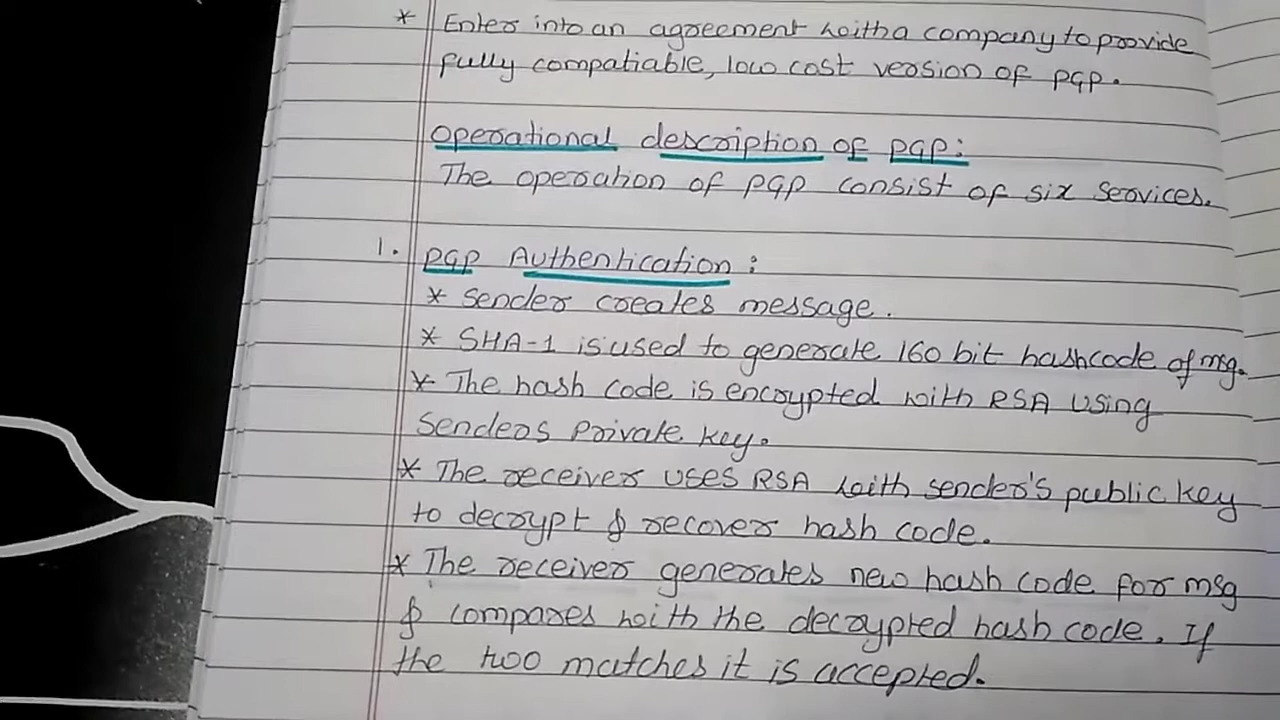 * Enter into an agreement with a company to provide
fully compatiable, low cost version of PGP.
Operational description of PGP:
The operation of PGP consist of six services.
1. PGP Authentication:
* Sender creates message.
* SHA-1 is used to generate 160 bit hashcode of msg.
* The hash code is encrypted with RSA using
Senders Private key.
* The receiver uses RSA with sender's public key
to decrypt & recover hash code.
* The receiver generates new hash code for msg
& compares with the decrypted hash code. If
the two matches it is accepted.